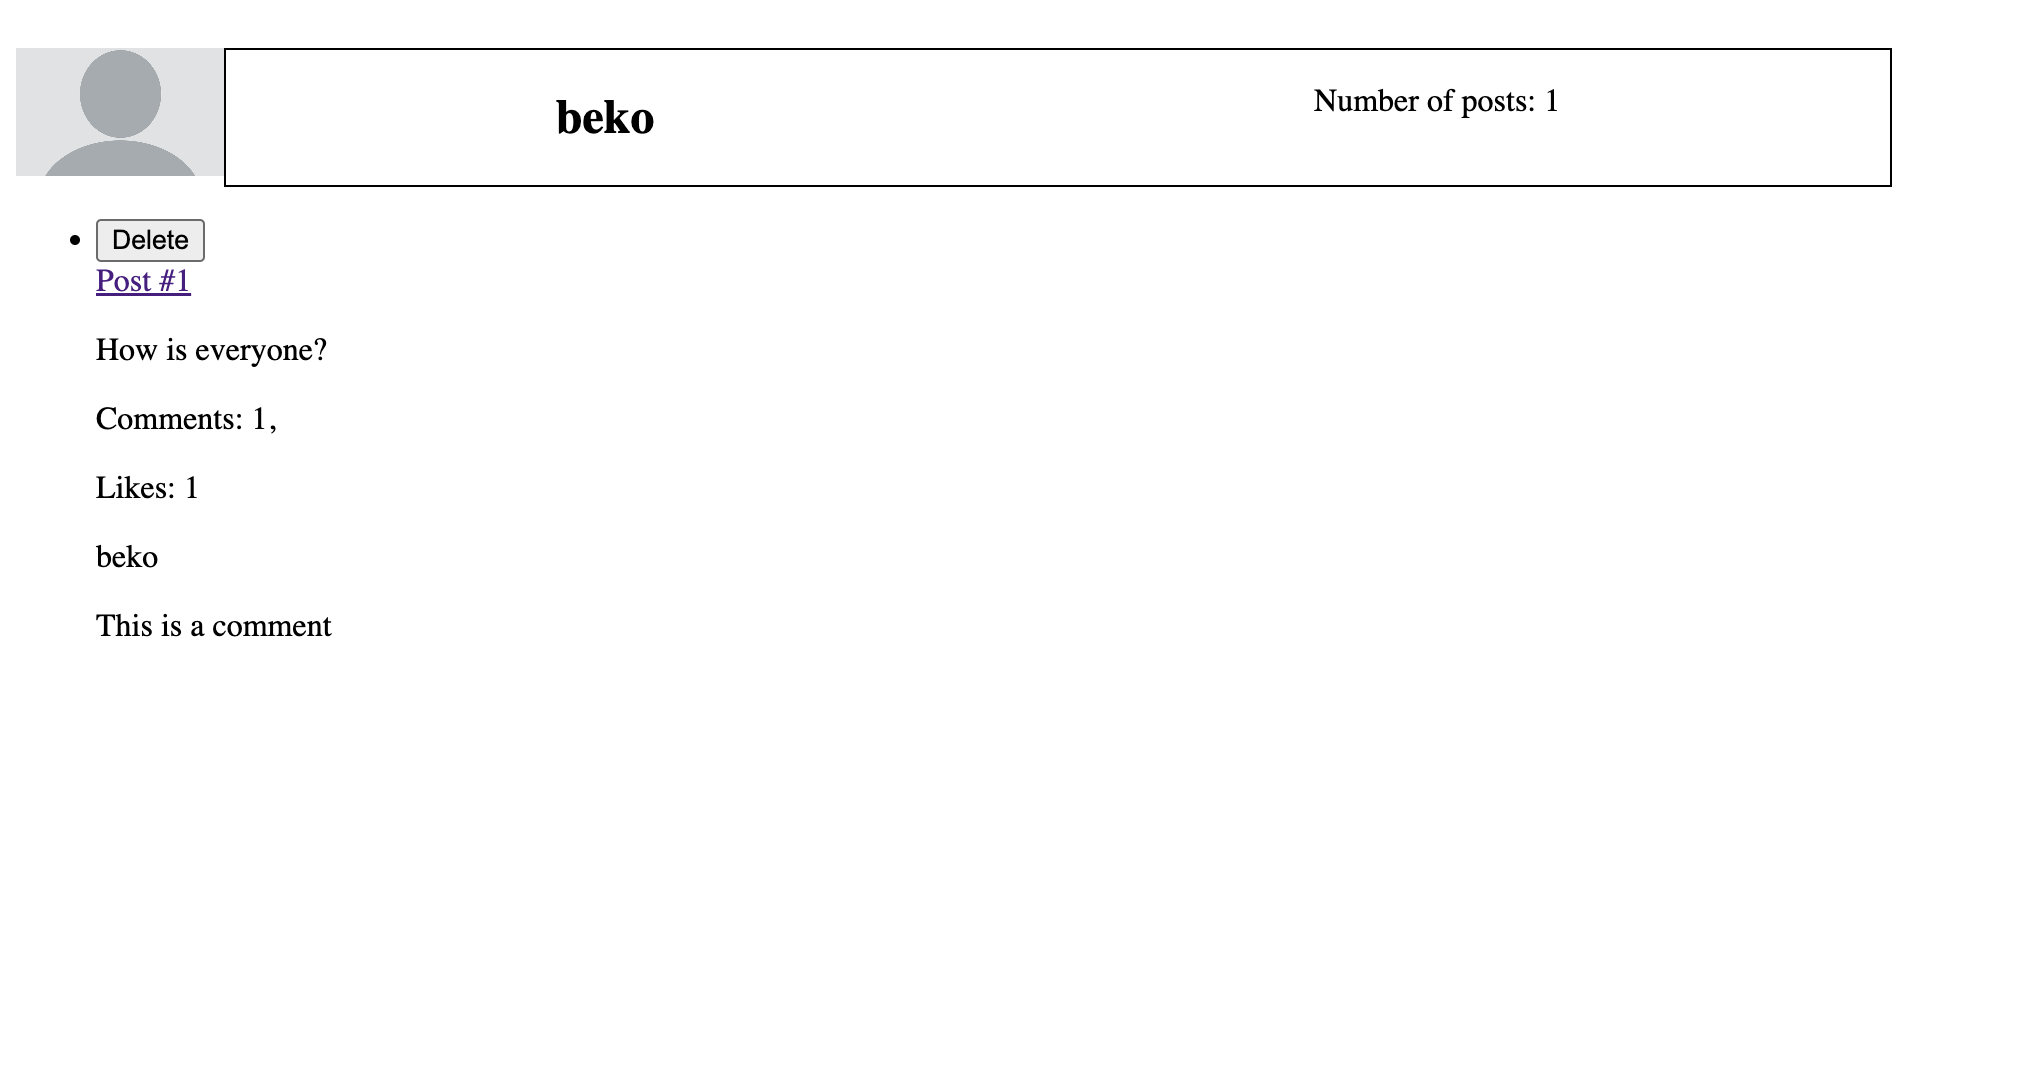 beko
Number of posts: 1
Delete
Post #1
How is everyone?
Comments: 1,
Likes: 1
beko
This is a comment